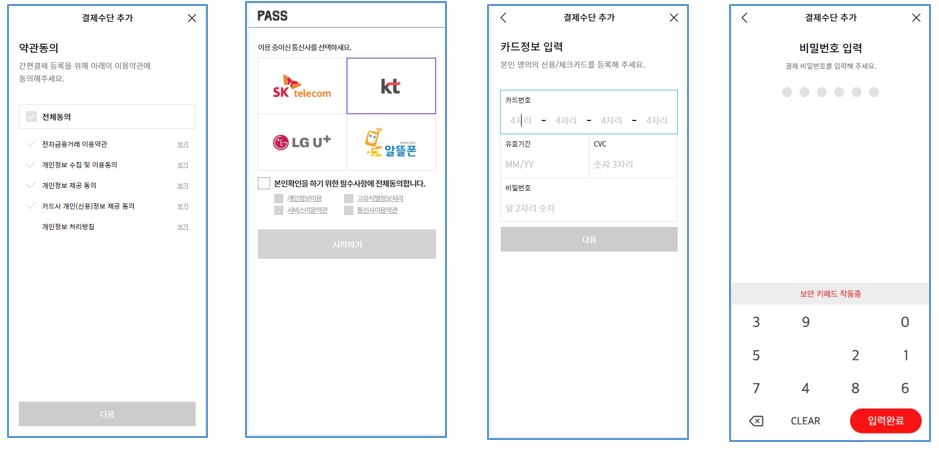 결제수단 추가
약관동의
간편결제 등록을 위해 아래의 이용약관에
동의해주세요.
전체동의
전자금융거래 이용약관 보기
개인정보 수집 및 이용동의 보기
개인정보 제공 동의 보기
카드사 개인(신용)정보 제공 동의 보기
개인정보 처리방침 보기
다음
PASS
이용 중이신 통신사를 선택하세요.
SK telecom
kt
LG U+
알뜰폰
본인확인을 하기 위한 필수사항에 전체동의합니다.
개인정보이용 고유식별정보처리
서비스이용약관 통신사이용약관
시작하기
결제수단 추가
카드정보 입력
본인 명의의 신용/체크카드를 등록해 주세요.
카드번호
4자리 - 4자리 - 4자리 - 4자리
유효기간 CVC
MM/YY 숫자 3자리
비밀번호
앞 2자리 숫자
다음
결제수단 추가
비밀번호 입력
결제 비밀번호를 입력해 주세요.
보안 키패드 작동중
3 9 0
5 2 1
7 4 8 6
CLEAR 입력완료